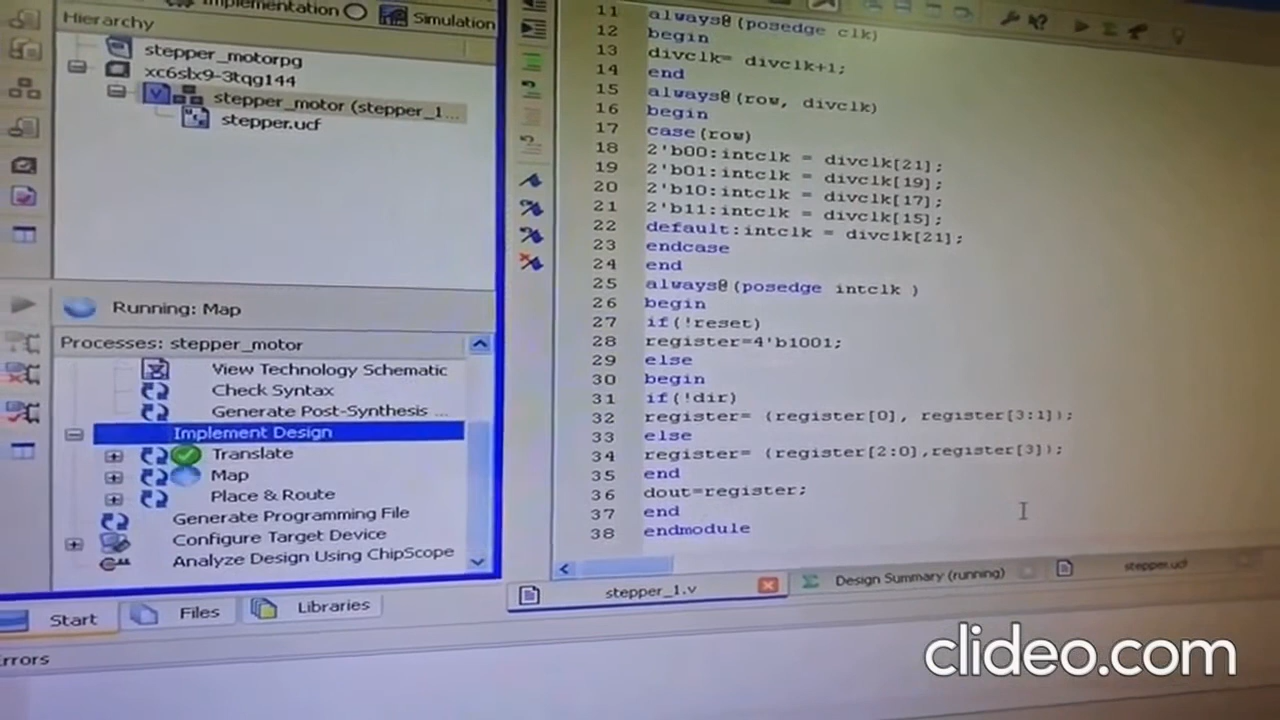 Implementation
Simulation
Hierarchy
stepper_motorpg
xc6slx9-3tqg144
stepper_motor (stepper_1...
stepper.ucf
Running: Map
Processes: stepper_motor
View Technology Schematic
Check Syntax
Generate Post-Synthesis ...
Implement Design
Translate
Map
Place & Route
Generate Programming File
Configure Target Device
Analyze Design Using ChipScope
Start
Files
Libraries
Errors
11 always@(posedge clk)
12 begin
13 divclk= divclk+1;
14 end
15 always@(row, divclk)
16 begin
17 case(row)
18 2'b00:intclk = divclk[21];
19 2'b01:intclk = divclk[19];
20 2'b10:intclk = divclk[17];
21 2'b11:intclk = divclk[15];
22 default:intclk = divclk[21];
23 endcase
24 end
25 always@(posedge intclk )
26 begin
27 if(!reset)
28 register=4'b1001;
29 else
30 begin
31 if(!dir)
32 register= {register[0], register[3:1]};
33 else
34 register= {register[2:0],register[3]};
35 end
36 dout=register;
37 end
38 endmodule
stepper_1.v
Design Summary (running)
stepper.ucf
clideo.com